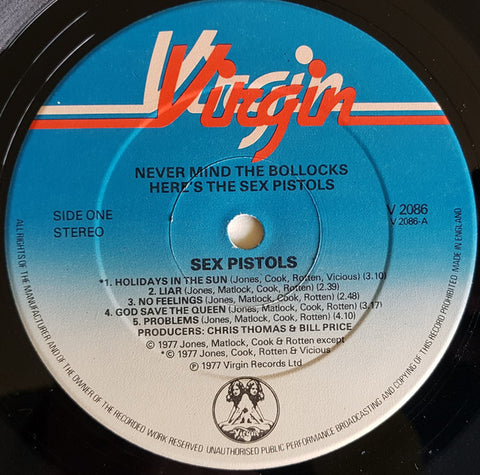 Virgin
NEVER MIND THE BOLLOCKS
HERE'S THE SEX PISTOLS
SIDE ONE
STEREO
V 2086
V 2086-A
SEX PISTOLS
*1. HOLIDAYS IN THE SUN (Jones, Cook, Rotten, Vicious) (3.10)
2. LIAR (Jones, Matlock, Cook, Rotten) (2.39)
3. NO FEELINGS (Jones, Matlock, Cook, Rotten) (2.48)
4. GOD SAVE THE QUEEN (Jones, Matlock, Cook, Rotten) (3.17)
5. PROBLEMS (Jones, Matlock, Cook, Rotten) (4.10)
PRODUCERS: CHRIS THOMAS & BILL PRICE
© 1977 Jones, Matlock, Cook & Rotten except
*© 1977 Jones, Cook, Rotten & Vicious
℗ 1977 Virgin Records Ltd
Virgin
ALL RIGHTS OF THE MANUFACTURER AND OF THE OWNER OF THE RECORDED WORK RESERVED. UNAUTHORISED PUBLIC PERFORMANCE BROADCASTING AND COPYING OF THIS RECORD PROHIBITED. MADE IN ENGLAND